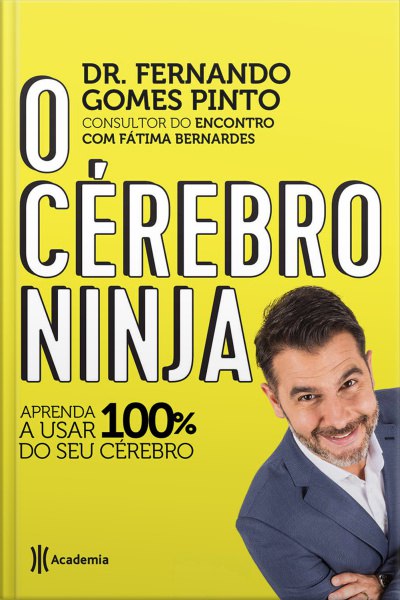 DR. FERNANDO
GOMES PINTO
CONSULTOR DO ENCONTRO
COM FÁTIMA BERNARDES
O
CÉREBRO
NINJA
APRENDA
A USAR 100%
DO SEU CÉREBRO
Academia